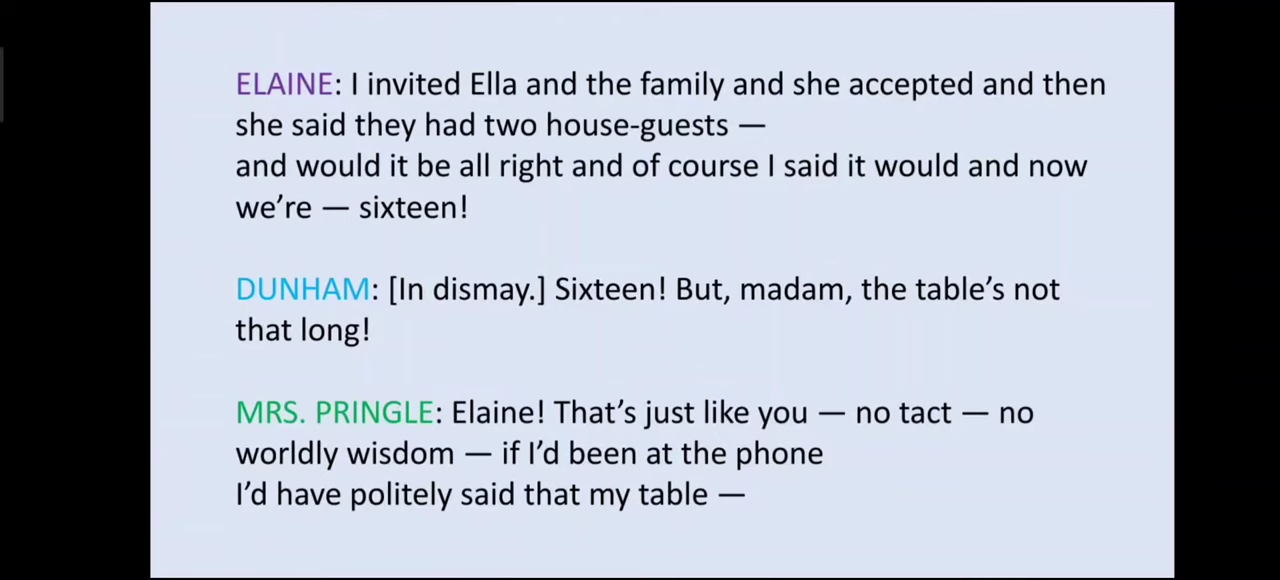 ELAINE: I invited Ella and the family and she accepted and then
she said they had two house-guests —
and would it be all right and of course I said it would and now
we’re — sixteen!
DUNHAM: [In dismay.] Sixteen! But, madam, the table’s not
that long!
MRS. PRINGLE: Elaine! That’s just like you — no tact — no
worldly wisdom — if I’d been at the phone
I’d have politely said that my table —